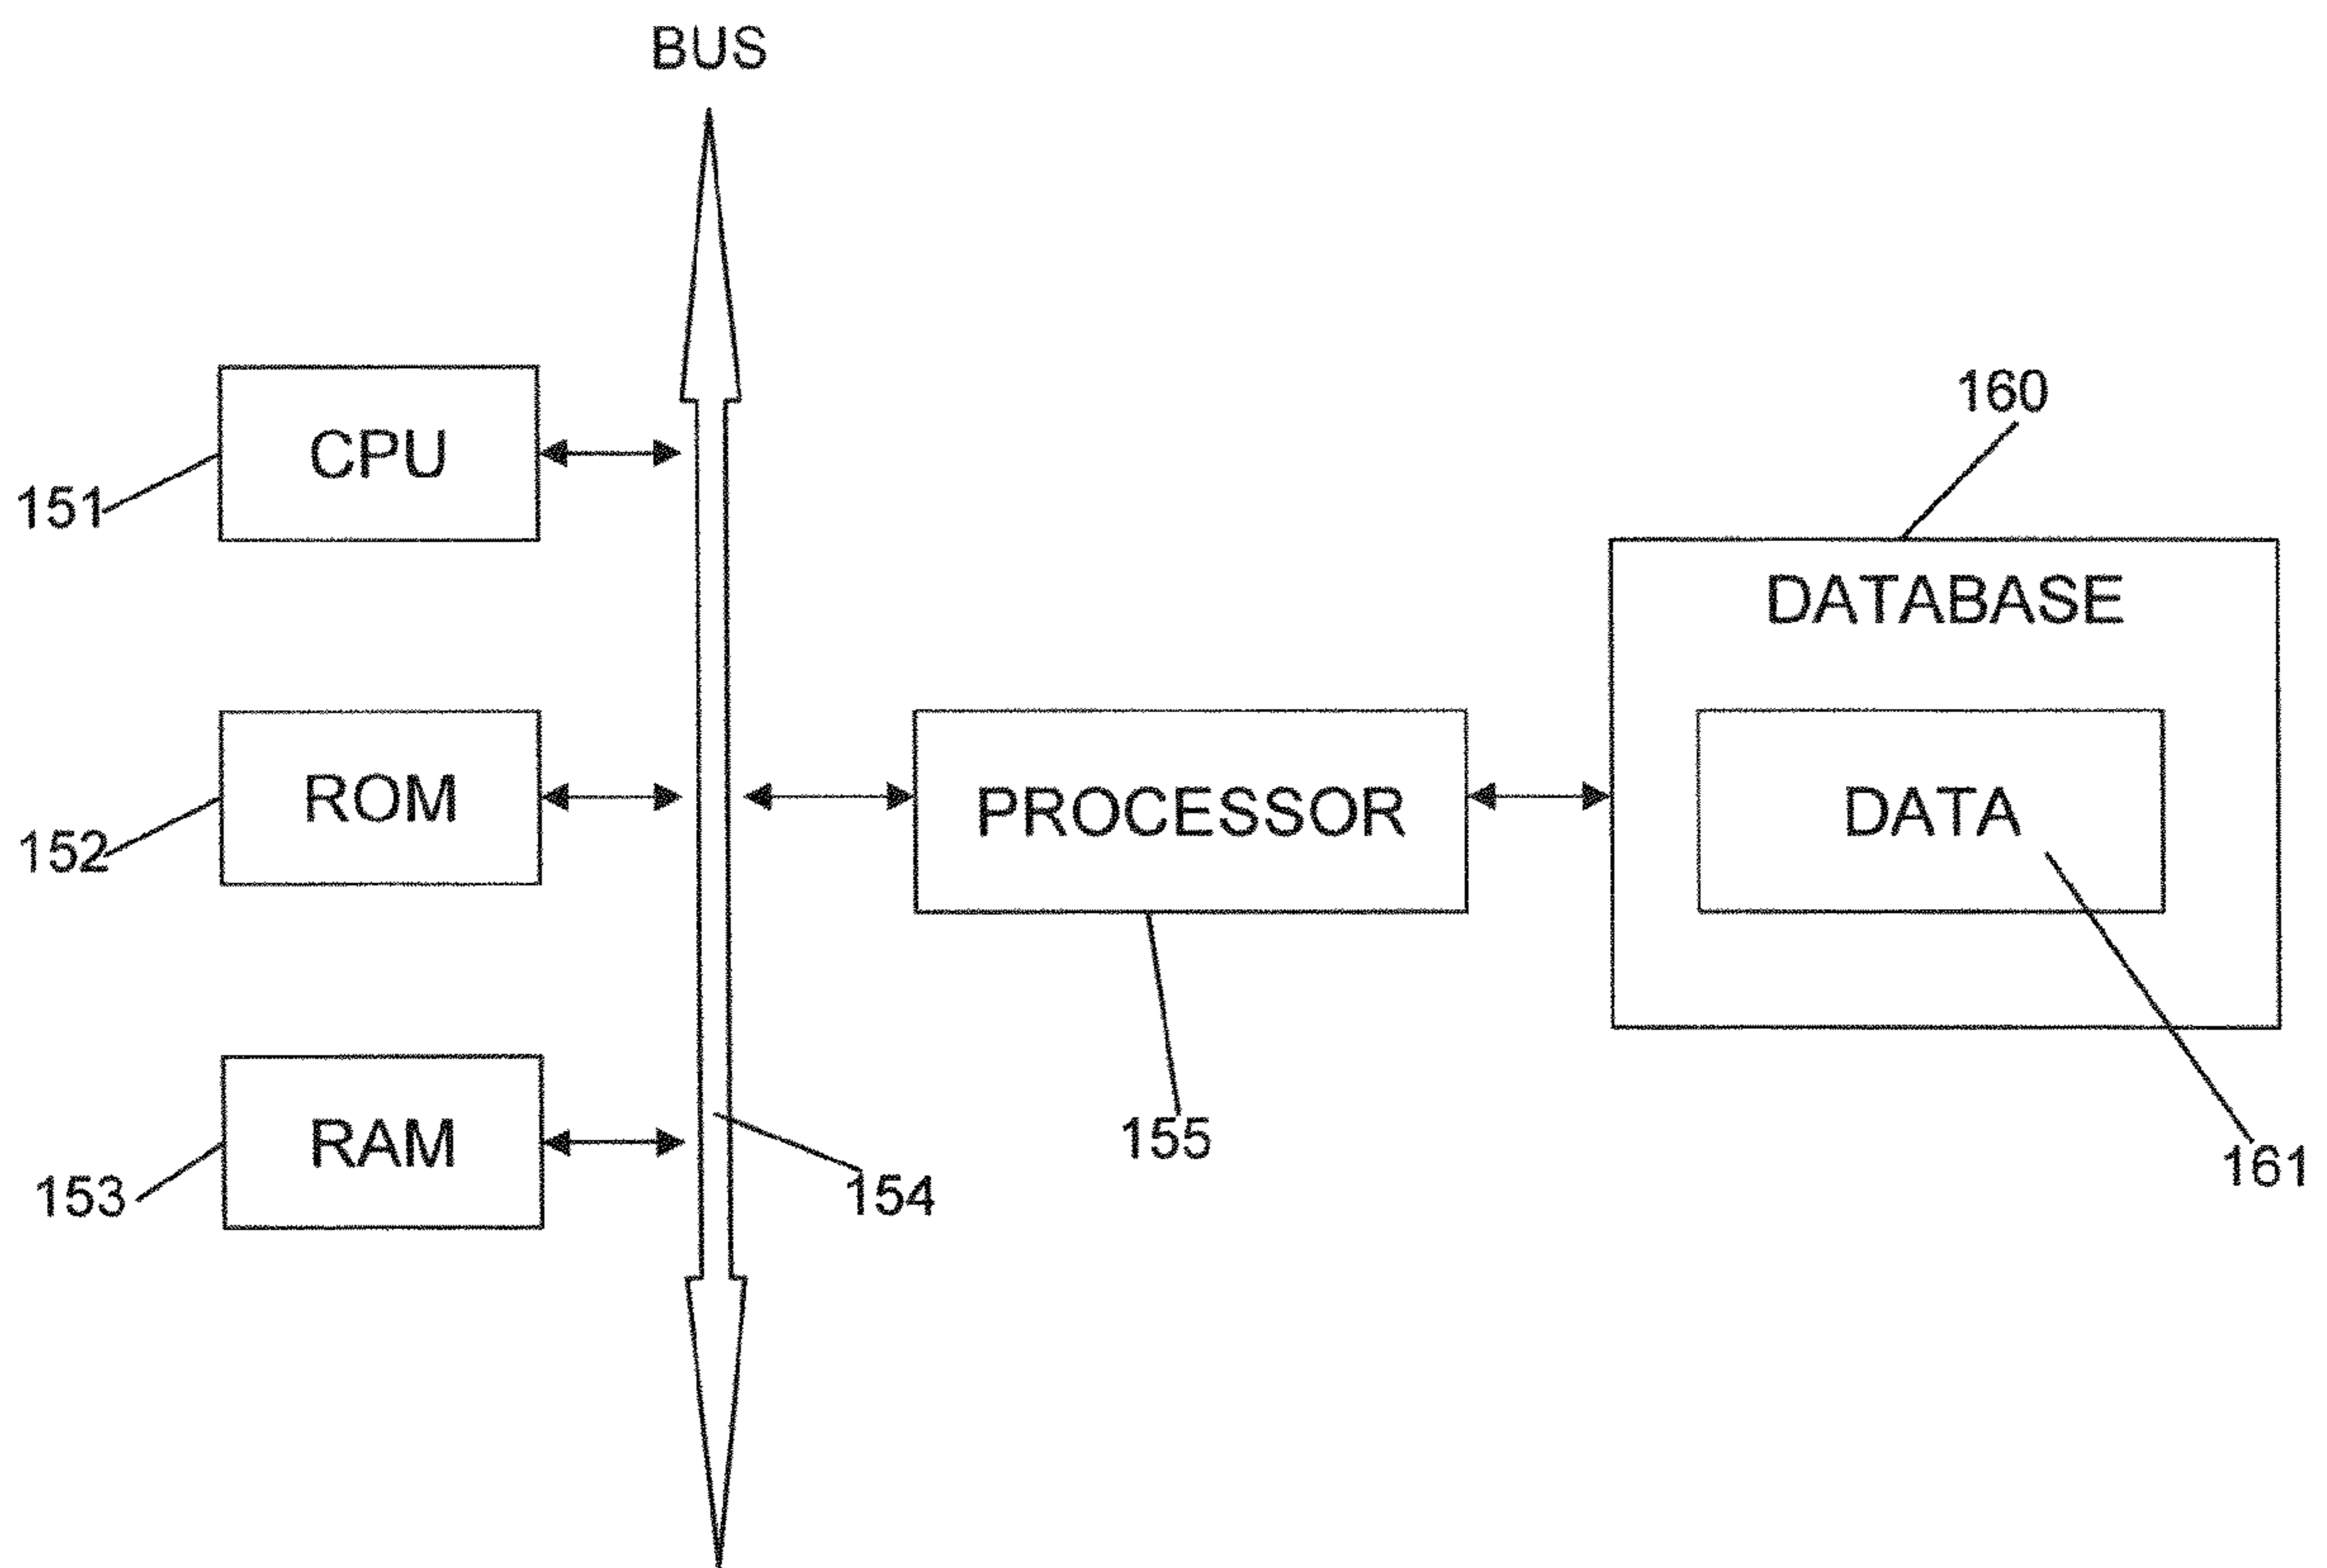 BUS
160
CPU
151
DATABASE
ROM
PROCESSOR
DATA
152
RAM
153
154
155
161